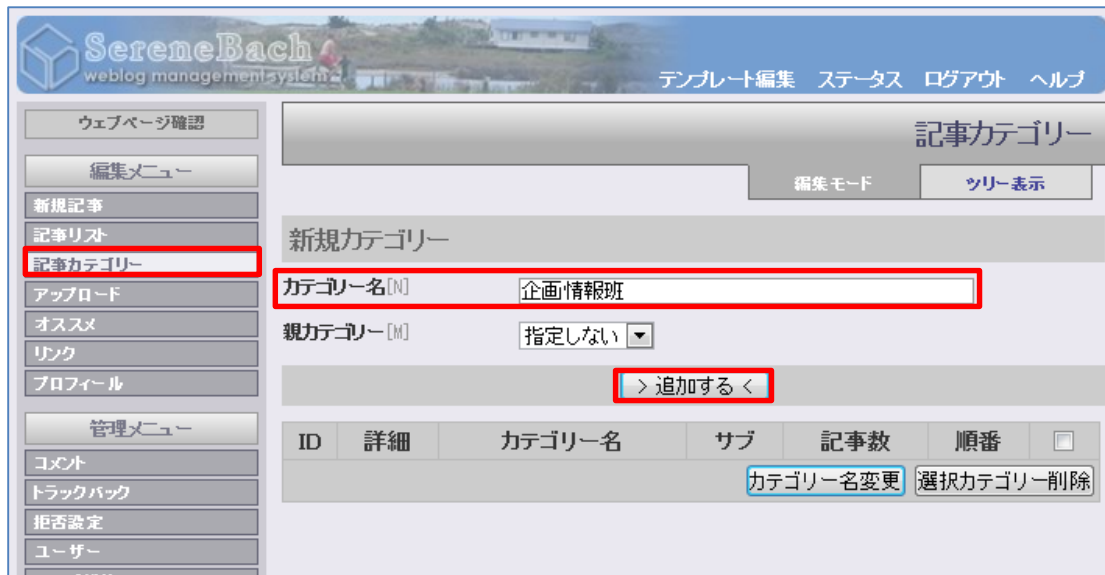 SereneBach
weblog management system
テンプレート編集 ステータス ログアウト ヘルプ
ウェブページ確認
編集メニュー
新規記事
記事リスト
記事カテゴリー
アップロード
オススメ
リンク
プロフィール
管理メニュー
コメント
トラックバック
拒否設定
ユーザー
記事カテゴリー
編集モード ツリー表示
新規カテゴリー
カテゴリー名[N] 企画情報班
親カテゴリー[M] 指定しない
> 追加する <
ID 詳細 カテゴリー名 サブ 記事数 順番
カテゴリー名変更 選択カテゴリー削除